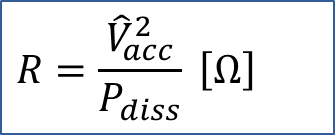 R = V̂²acc / Pdiss [Ω]